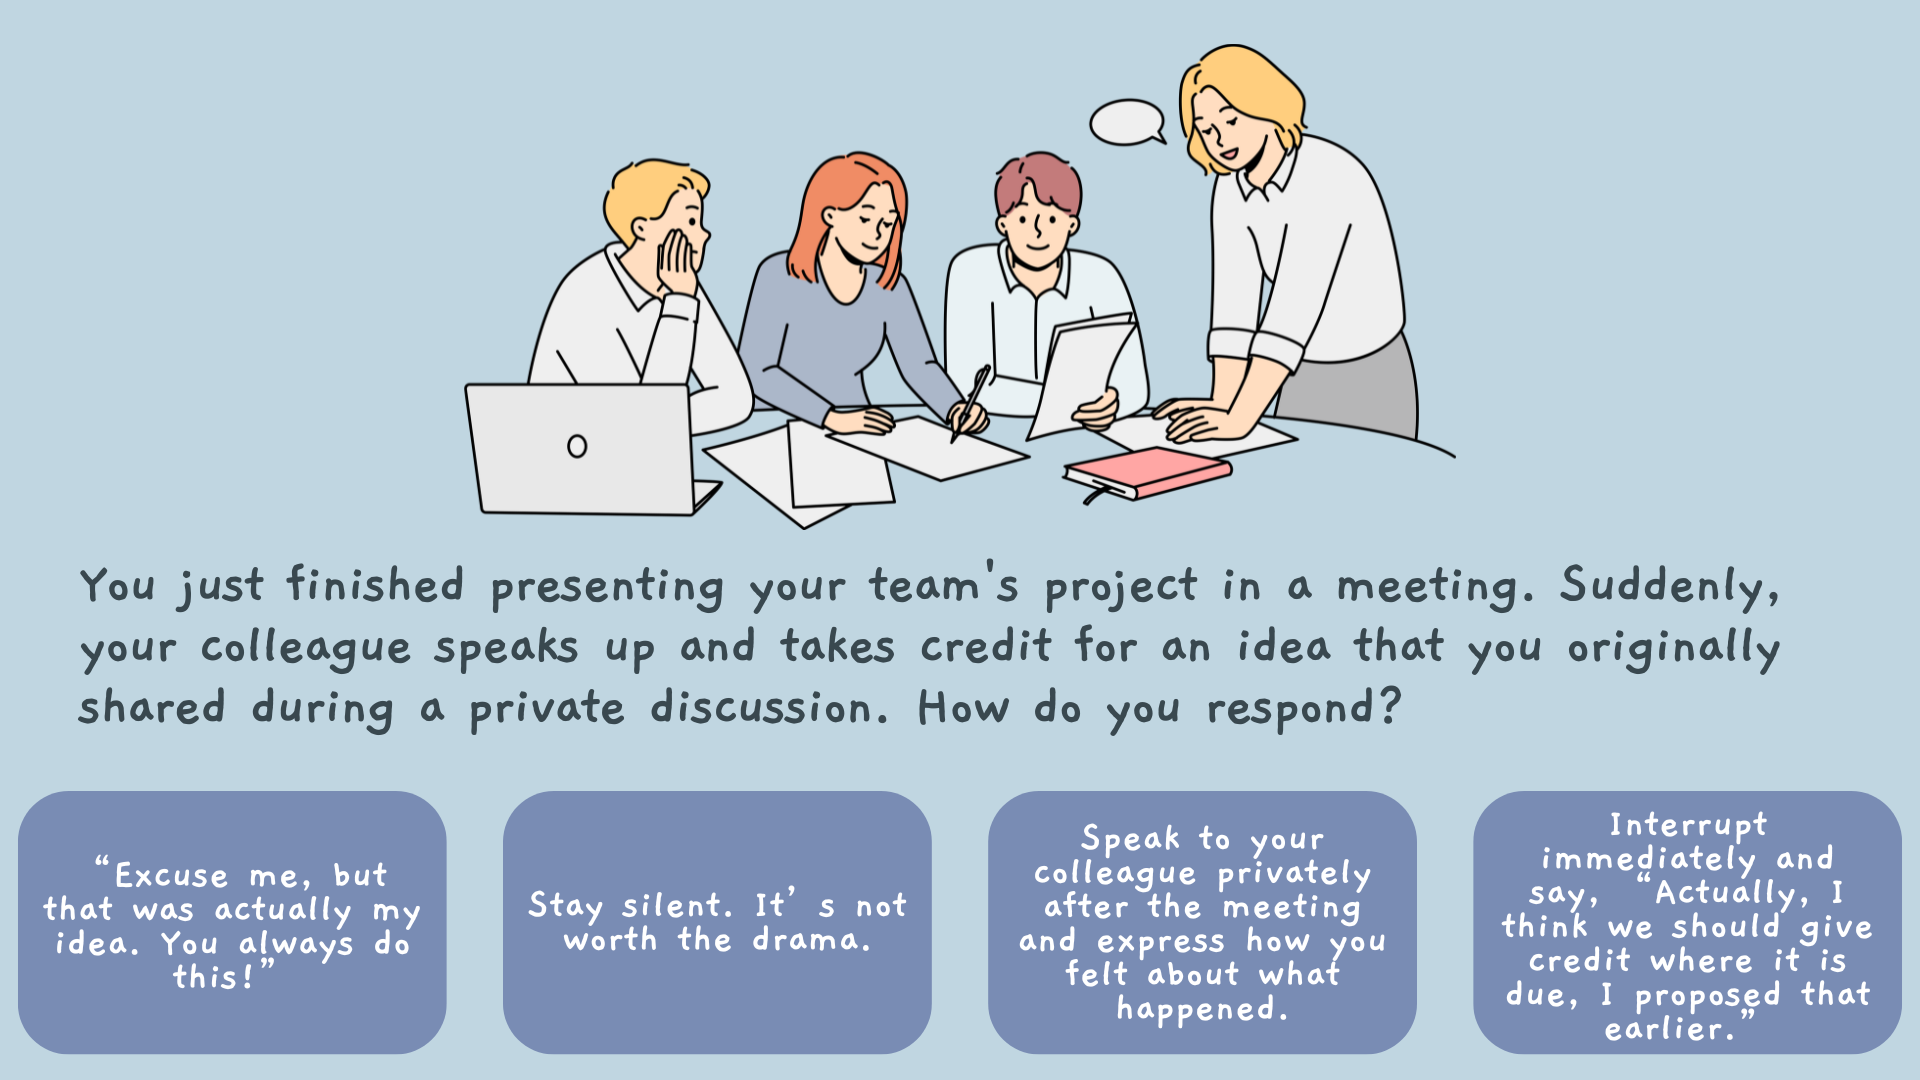 You just finished presenting your team's project in a meeting. Suddenly,
your colleague speaks up and takes credit for an idea that you originally
shared during a private discussion. How do you respond?
“Excuse me, but
that was actually my
idea. You always do
this!”
Stay silent. It’ s not
worth the drama.
Speak to your
colleague privately
after the meeting
and express how you
felt about what
happened.
Interrupt
immediately and
say, “Actually, I
think we should give
credit where it is
due, I proposed that
earlier.”